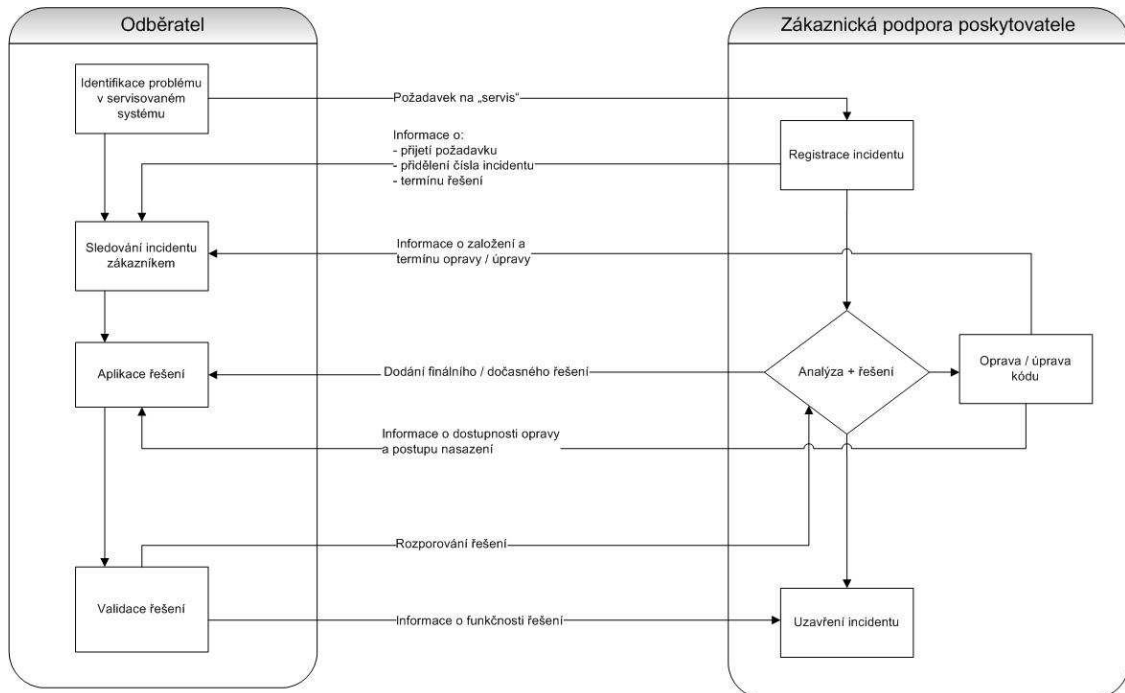 Odběratel
Zákaznická podpora poskytovatele
Identifikace problému
v servisovaném
systému
Požadavek na „servis“
Informace o:
- přijetí požadavku
- přidělení čísla incidentu
- termínu řešení
Registrace incidentu
Sledování incidentu
zákazníkem
Informace o založení a
termínu opravy / úpravy
Aplikace řešení
Dodání finálního / dočasného řešení
Analýza + řešení
Oprava / úprava
kódu
Informace o dostupnosti opravy
a postupu nasazení
Rozporování řešení
Validace řešení
Informace o funkčnosti řešení
Uzavření incidentu